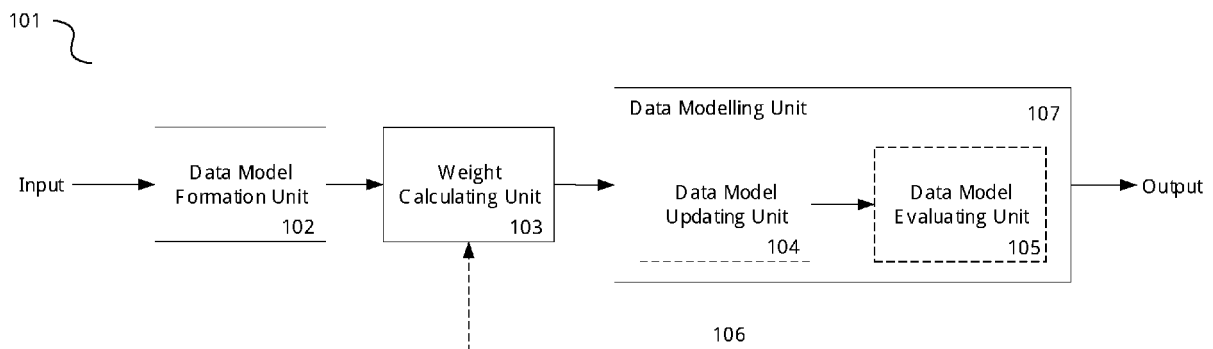 101
Input
Data Model
Formation Unit
102
Weight
Calculating Unit
103
Data Modelling Unit
107
Data Model
Updating Unit
104
Data Model
Evaluating Unit
105
Output
106